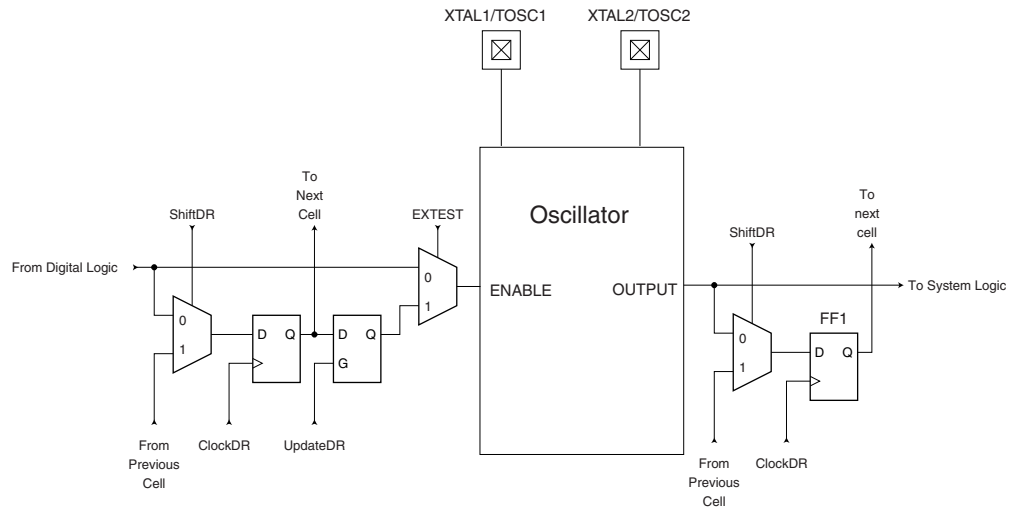 XTAL1/TOSC1
XTAL2/TOSC2
To
Next
Cell
ShiftDR
EXTEST
From Digital Logic
0
1
D Q
D Q
G
0
1
From
Previous
Cell
ClockDR
UpdateDR
Oscillator
ENABLE
OUTPUT
To
next
cell
ShiftDR
To System Logic
FF1
0
1
D Q
From
Previous
Cell
ClockDR